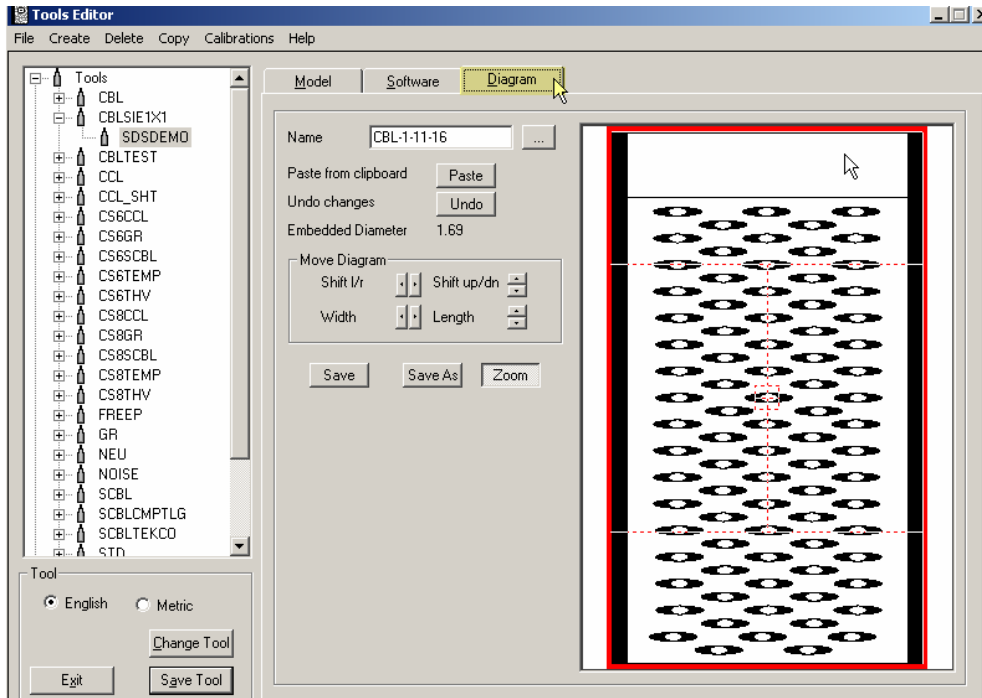 Tools Editor
File Create Delete Copy Calibrations Help
Tools
CBL
CBLSIE1X1
SDSDEMO
CBLTEST
CCL
CCL_SHT
CS6CCL
CS6GR
CS6SCBL
CS6TEMP
CS6THV
CS8CCL
CS8GR
CS8SCBL
CS8TEMP
CS8THV
FREEP
GR
NEU
NOISE
SCBL
SCBLCMPTLG
SCBLTEKCO
STD
Tool
English Metric
Change Tool
Exit Save Tool
Model Software Diagram
Name CBL-1-11-16 ...
Paste from clipboard Paste
Undo changes Undo
Embedded Diameter 1.69
Move Diagram
Shift l/r Shift up/dn
Width Length
Save Save As Zoom